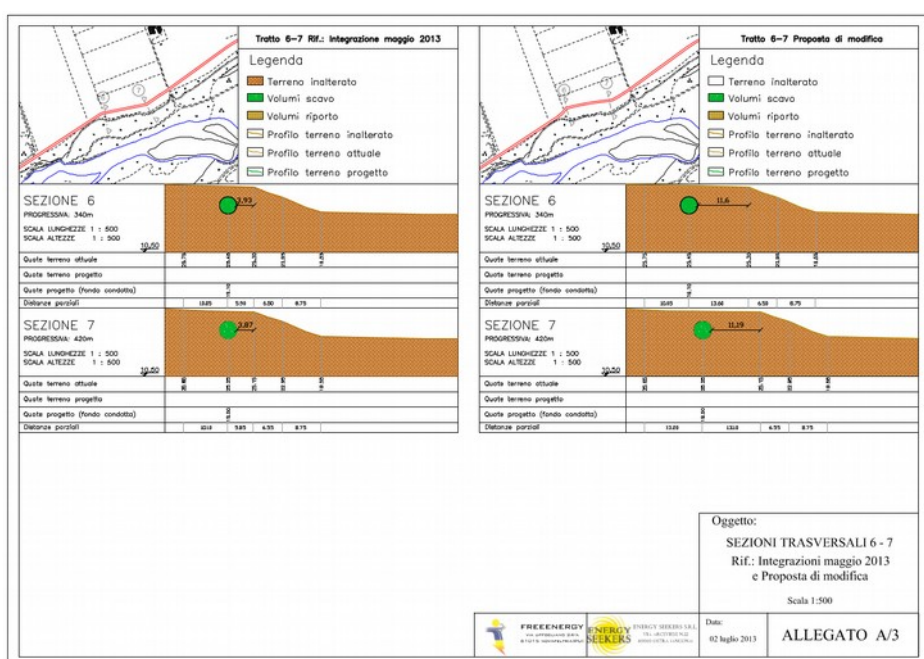 Tratto 6-7 Rif.: Integrazione maggio 2013
Legenda
Terreno inalterato
Volumi scavo
Volumi riporto
Profilo terreno inalterato
Profilo terreno attuale
Profilo terreno progetto
SEZIONE 6
PROGRESSIVA: 340m
SCALA LUNGHEZZE 1 : 500
SCALA ALTEZZE 1 : 500
10,50
3,93
Quote terreno attuale
Quote terreno progetto
Quote progetto (fondo condotta)
Distanze parziali
SEZIONE 7
PROGRESSIVA: 420m
SCALA LUNGHEZZE 1 : 500
SCALA ALTEZZE 1 : 500
10,50
3,87
Quote terreno attuale
Quote terreno progetto
Quote progetto (fondo condotta)
Distanze parziali
Tratto 6-7 Proposta di modifica
Legenda
Terreno inalterato
Volumi scavo
Volumi riporto
Profilo terreno inalterato
Profilo terreno attuale
Profilo terreno progetto
SEZIONE 6
PROGRESSIVA: 340m
SCALA LUNGHEZZE 1 : 500
SCALA ALTEZZE 1 : 500
10,50
11,6
Quote terreno attuale
Quote terreno progetto
Quote progetto (fondo condotta)
Distanze parziali
SEZIONE 7
PROGRESSIVA: 420m
SCALA LUNGHEZZE 1 : 500
SCALA ALTEZZE 1 : 500
10,50
11,19
Quote terreno attuale
Quote terreno progetto
Quote progetto (fondo condotta)
Distanze parziali
Oggetto:
SEZIONI TRASVERSALI 6 - 7
Rif.: Integrazioni maggio 2013
e Proposta di modifica
Scala 1:500
FREEENERGY
ENERGY
SEEKERS
ENERGY SEEKERS S.R.L.
Data:
02 luglio 2013
ALLEGATO A/3